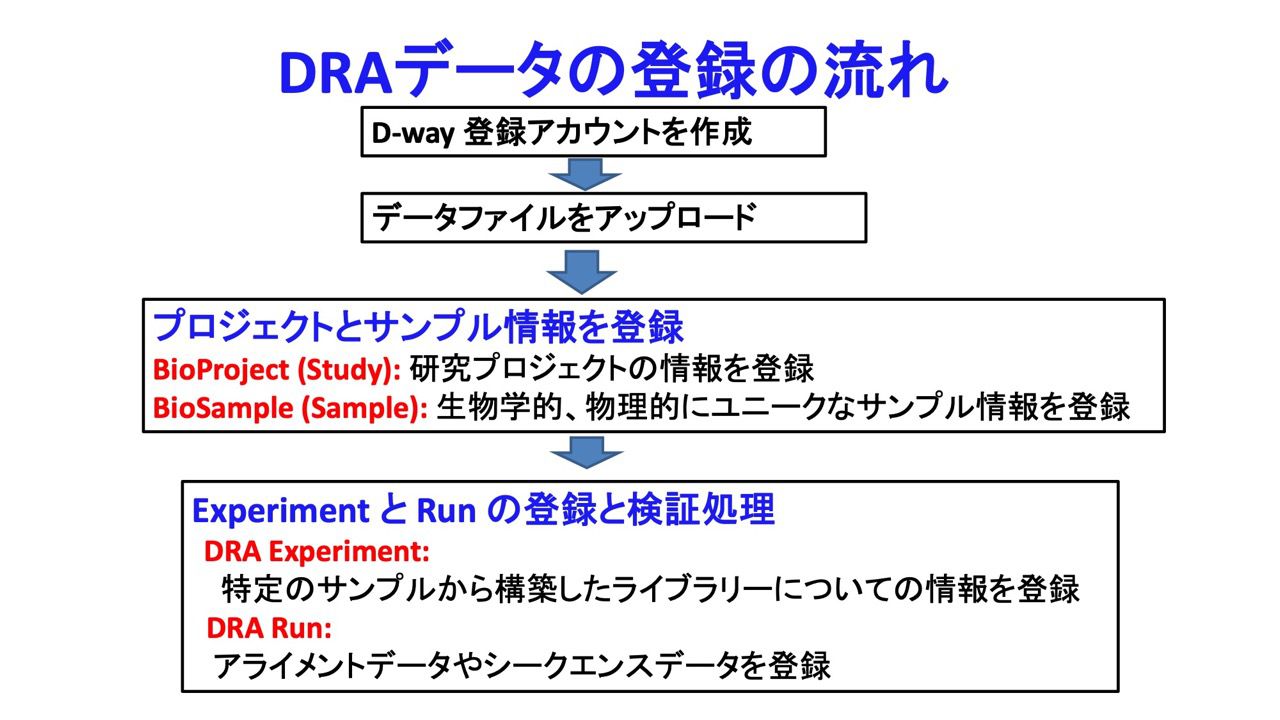 DRAデータの登録の流れ
D-way 登録アカウントを作成
データファイルをアップロード
プロジェクトとサンプル情報を登録
BioProject (Study): 研究プロジェクトの情報を登録
BioSample (Sample): 生物学的、物理的にユニークなサンプル情報を登録
Experiment と Run の登録と検証処理
DRA Experiment:
特定のサンプルから構築したライブラリーについての情報を登録
DRA Run:
アライメントデータやシークエンスデータを登録